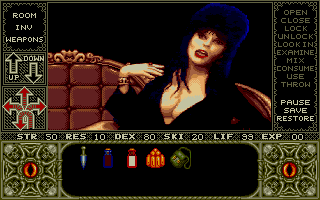 ROOM
INV
WEAPONS
UP
DOWN
OPEN
CLOSE
LOCK
UNLOCK
LOOK IN
EXAMINE
MIX
CONSUME
USE
THROW
PAUSE
SAVE
RESTORE
STR 50 RES 10 DEX 80 SKI 20 LIF 99 EXP 00